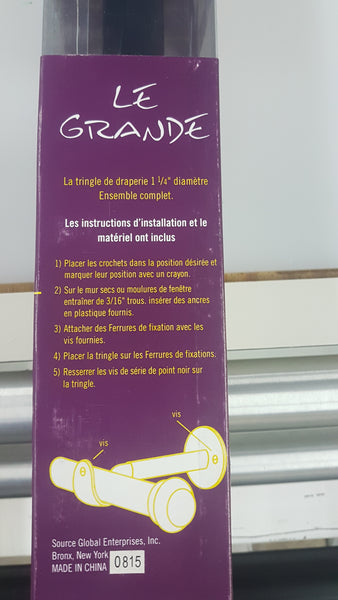 LE
GRANDE
La tringle de draperie 1 1/4" diamètre
Ensemble complet.
Les instructions d'installation et le
matériel ont inclus
1) Placer les crochets dans la position désirée et
marquer leur position avec un crayon.
2) Sur le mur secs ou moulures de fenêtre
entraîner de 3/16" trous. insérer des ancres
en plastique fournis.
3) Attacher des Ferrures de fixation avec les
vis fournies.
4) Placer la tringle sur les Ferrures de fixations.
5) Resserrer les vis de série de point noir sur
la tringle.
vis
vis
Source Global Enterprises, Inc.
Bronx, New York
MADE IN CHINA 0815